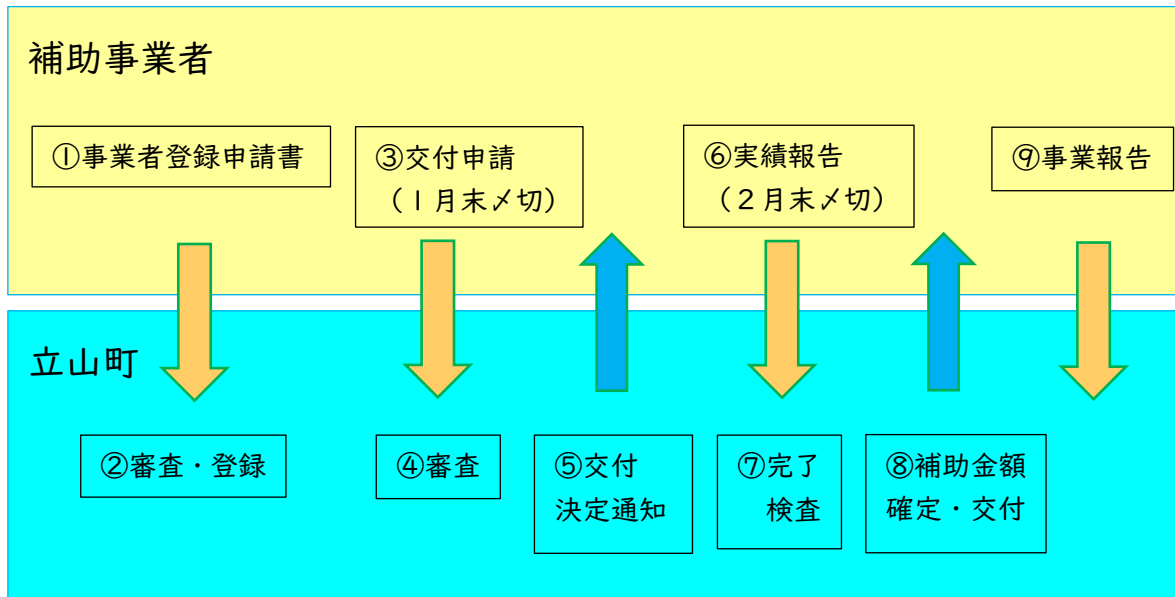 補助事業者
①事業者登録申請書
③交付申請
（１月末〆切）
⑥実績報告
（２月末〆切）
⑨事業報告
立山町
②審査・登録
④審査
⑤交付
決定通知
⑦完了
検査
⑧補助金額
確定・交付